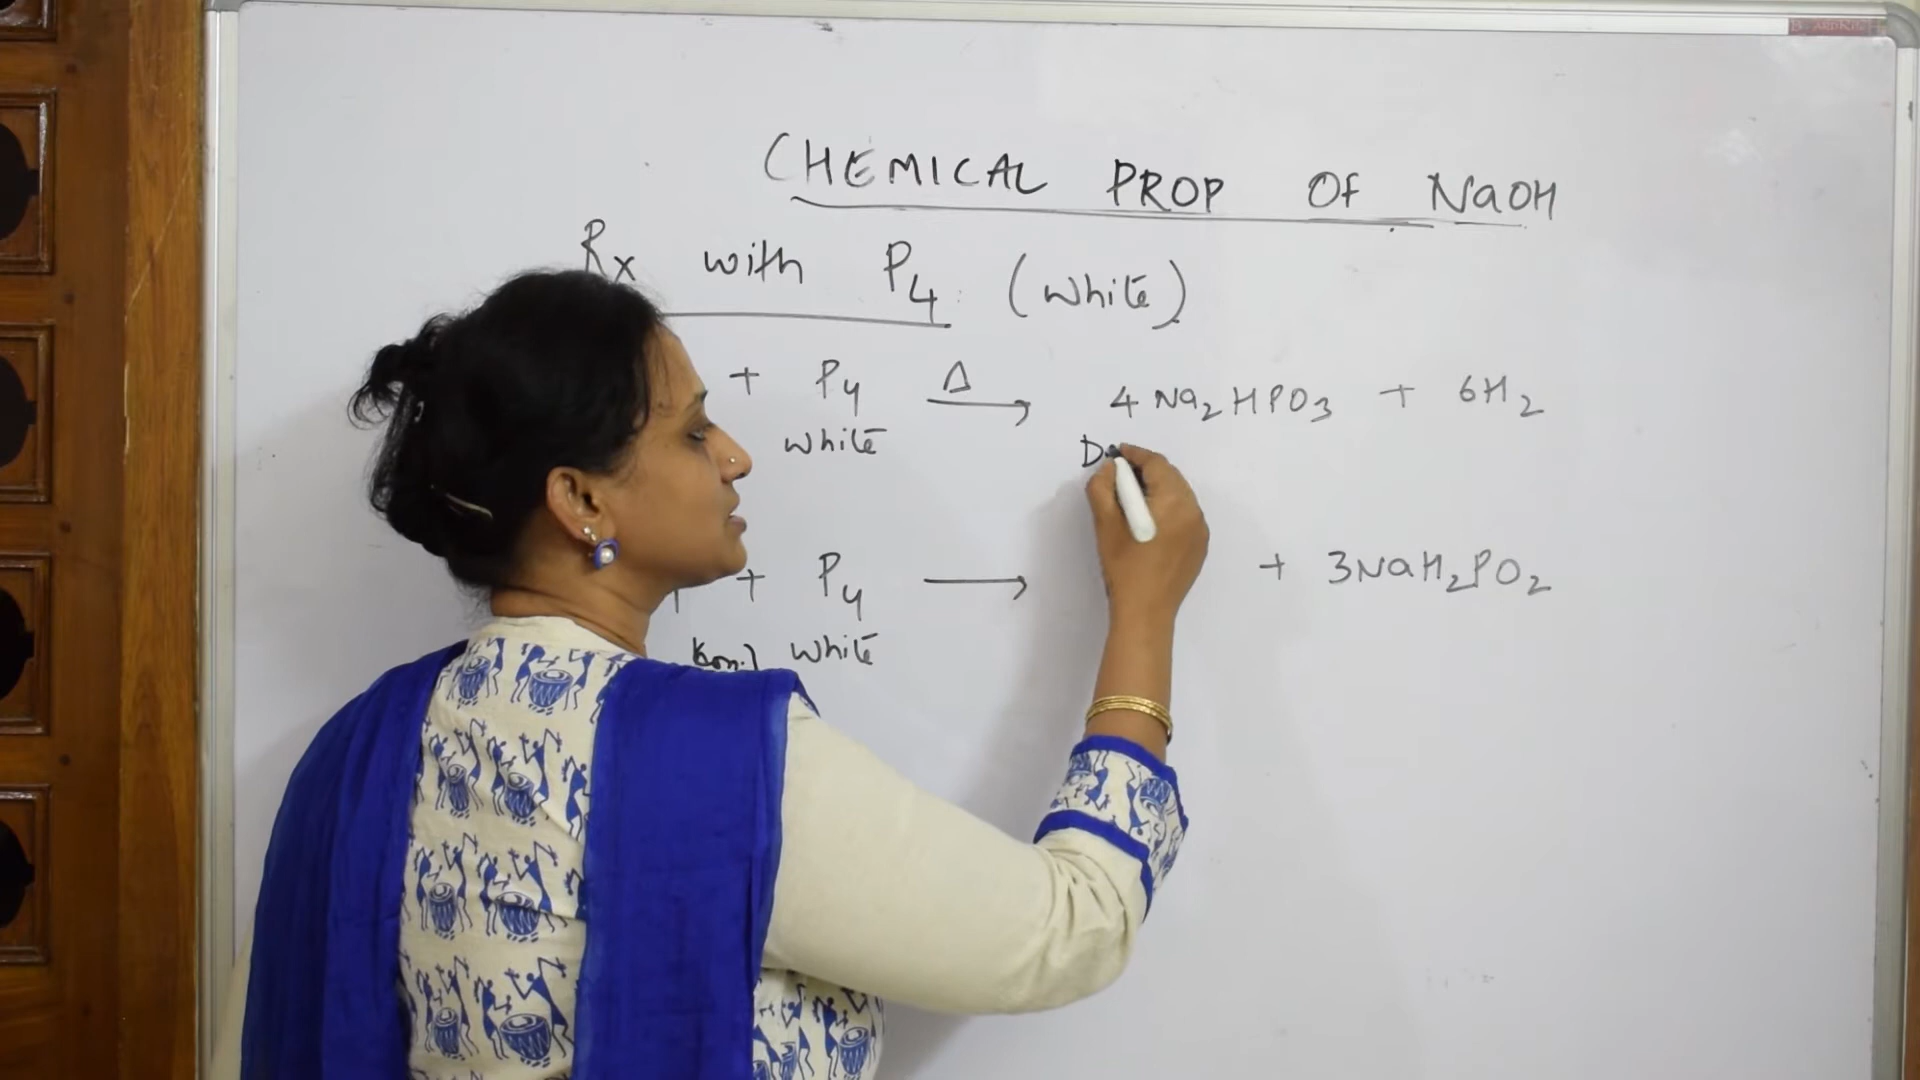 CHEMICAL PROP OF NaOH
Rx with P4 (White)
+ P4 Δ → 4 Na2HPO3 + 6H2
white
+ P4 → + 3NaH2PO2
white